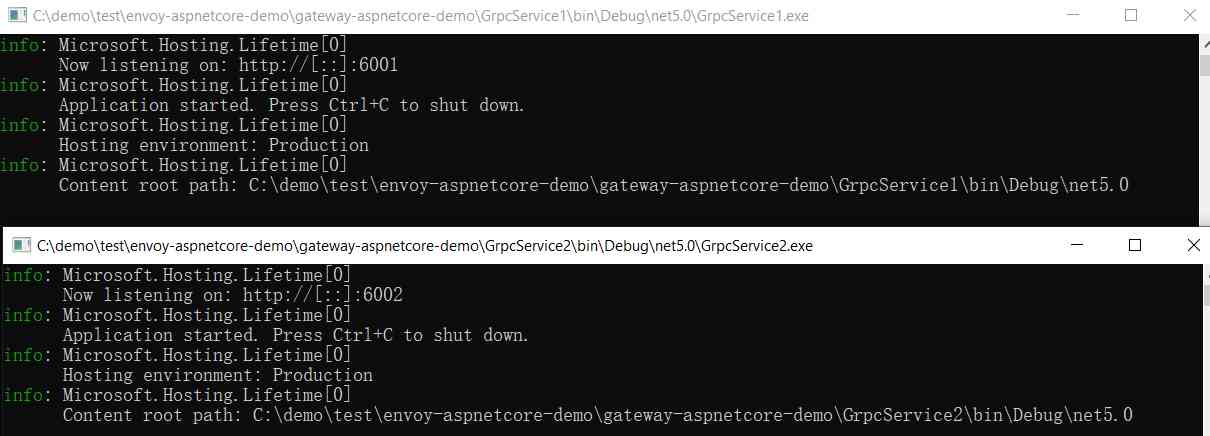 C:\demo\test\envoy-aspnetcore-demo\gateway-aspnetcore-demo\GrpcService1\bin\Debug\net5.0\GrpcService1.exe
info: Microsoft.Hosting.Lifetime[0]
Now listening on: http://[::]:6001
info: Microsoft.Hosting.Lifetime[0]
Application started. Press Ctrl+C to shut down.
info: Microsoft.Hosting.Lifetime[0]
Hosting environment: Production
info: Microsoft.Hosting.Lifetime[0]
Content root path: C:\demo\test\envoy-aspnetcore-demo\gateway-aspnetcore-demo\GrpcService1\bin\Debug\net5.0
C:\demo\test\envoy-aspnetcore-demo\gateway-aspnetcore-demo\GrpcService2\bin\Debug\net5.0\GrpcService2.exe
info: Microsoft.Hosting.Lifetime[0]
Now listening on: http://[::]:6002
info: Microsoft.Hosting.Lifetime[0]
Application started. Press Ctrl+C to shut down.
info: Microsoft.Hosting.Lifetime[0]
Hosting environment: Production
info: Microsoft.Hosting.Lifetime[0]
Content root path: C:\demo\test\envoy-aspnetcore-demo\gateway-aspnetcore-demo\GrpcService2\bin\Debug\net5.0